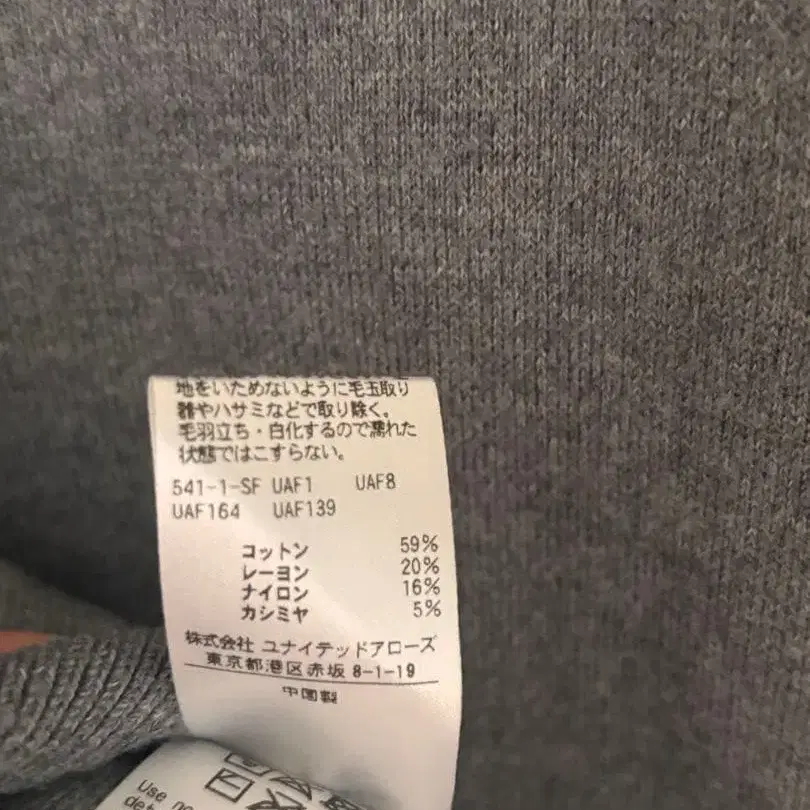 地をいためないように毛玉取り
器やハサミなどで取り除く。
毛羽立ち・白化するので濡れた
状態ではこすらない。
541-1-SF UAF1 UAF8
UAF164 UAF139
コットン 59%
レーヨン 20%
ナイロン 16%
カシミヤ 5%
株式会社 ユナイテッドアローズ
東京都港区赤坂 8-1-19
中国製
Use